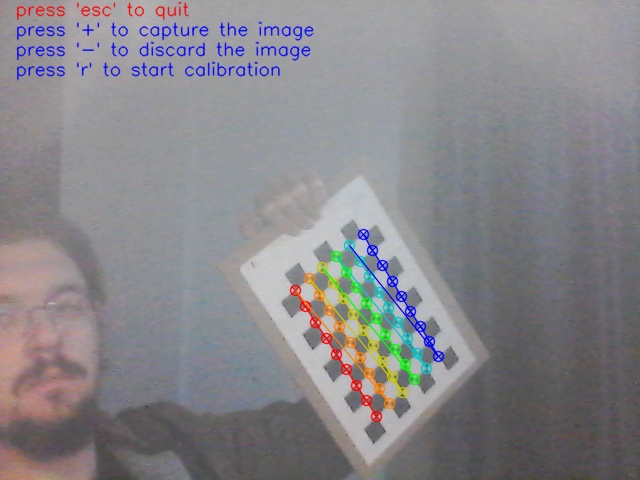 press 'esc' to quit
press '+' to capture the image
press '-' to discard the image
press 'r' to start calibration